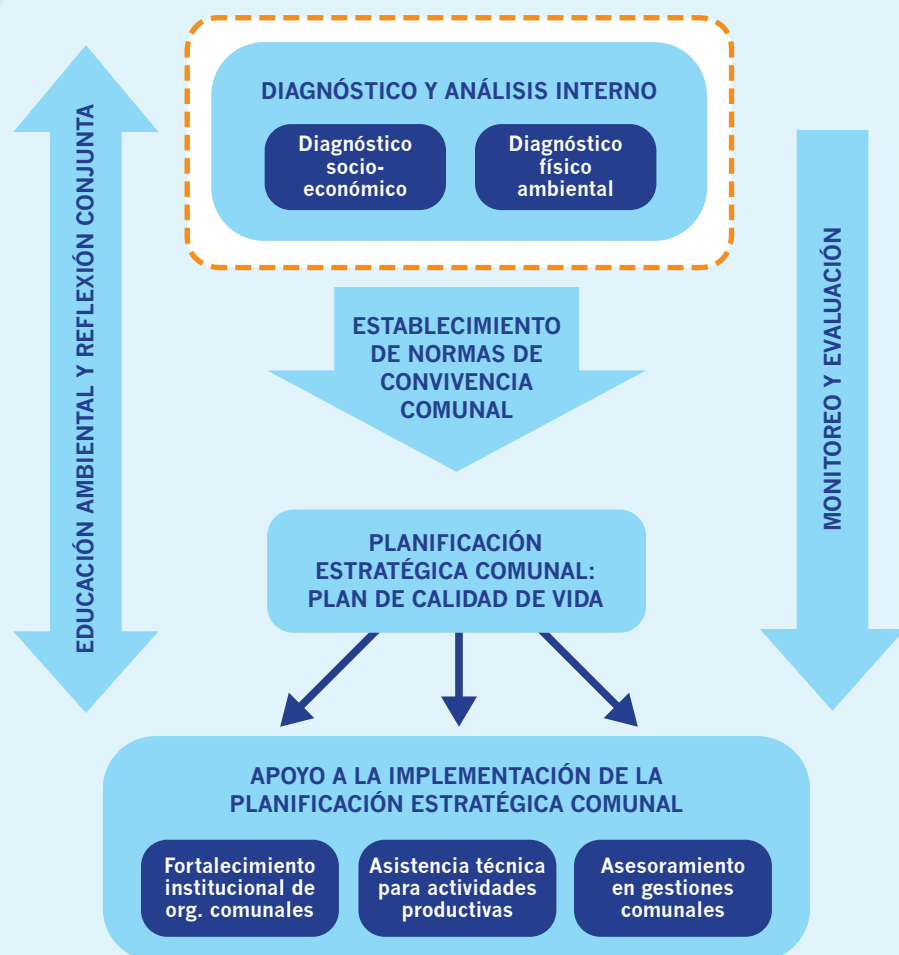 DIAGNÓSTICO Y ANÁLISIS INTERNO
Diagnóstico
socio-
económico
Diagnóstico
físico
ambiental
EDUCACIÓN AMBIENTAL Y REFLEXIÓN CONJUNTA
MONITOREO Y EVALUACIÓN
ESTABLECIMIENTO
DE NORMAS DE
CONVIVENCIA
COMUNAL
PLANIFICACIÓN
ESTRATÉGICA COMUNAL:
PLAN DE CALIDAD DE VIDA
APOYO A LA IMPLEMENTACIÓN DE LA
PLANIFICACIÓN ESTRATÉGICA COMUNAL
Fortalecimiento
institucional de
org. comunales
Asistencia técnica
para actividades
productivas
Asesoramiento
en gestiones
comunales